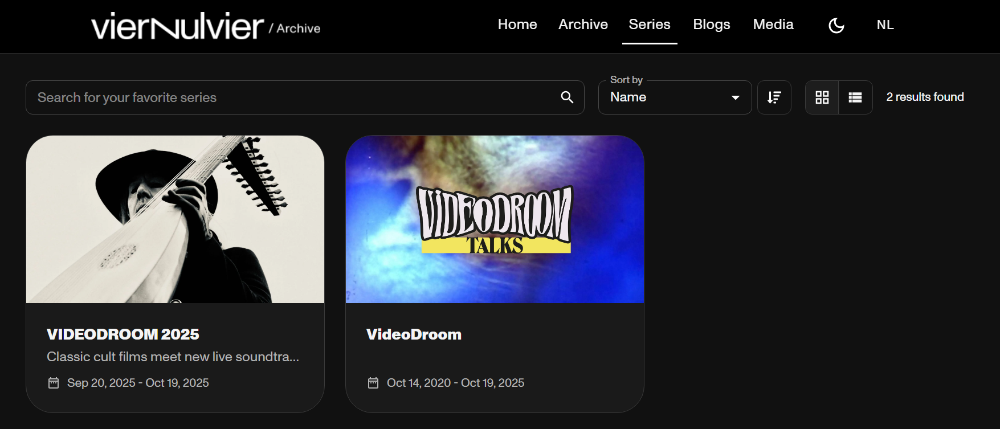 vierNulvier / Archive
Home Archive Series Blogs Media NL
Search for your favorite series
Sort by
Name
2 results found
VIDEODROOM
TALKS
VIDEODROOM 2025
Classic cult films meet new live soundtra...
Sep 20, 2025 - Oct 19, 2025
VideoDroom
Oct 14, 2020 - Oct 19, 2025